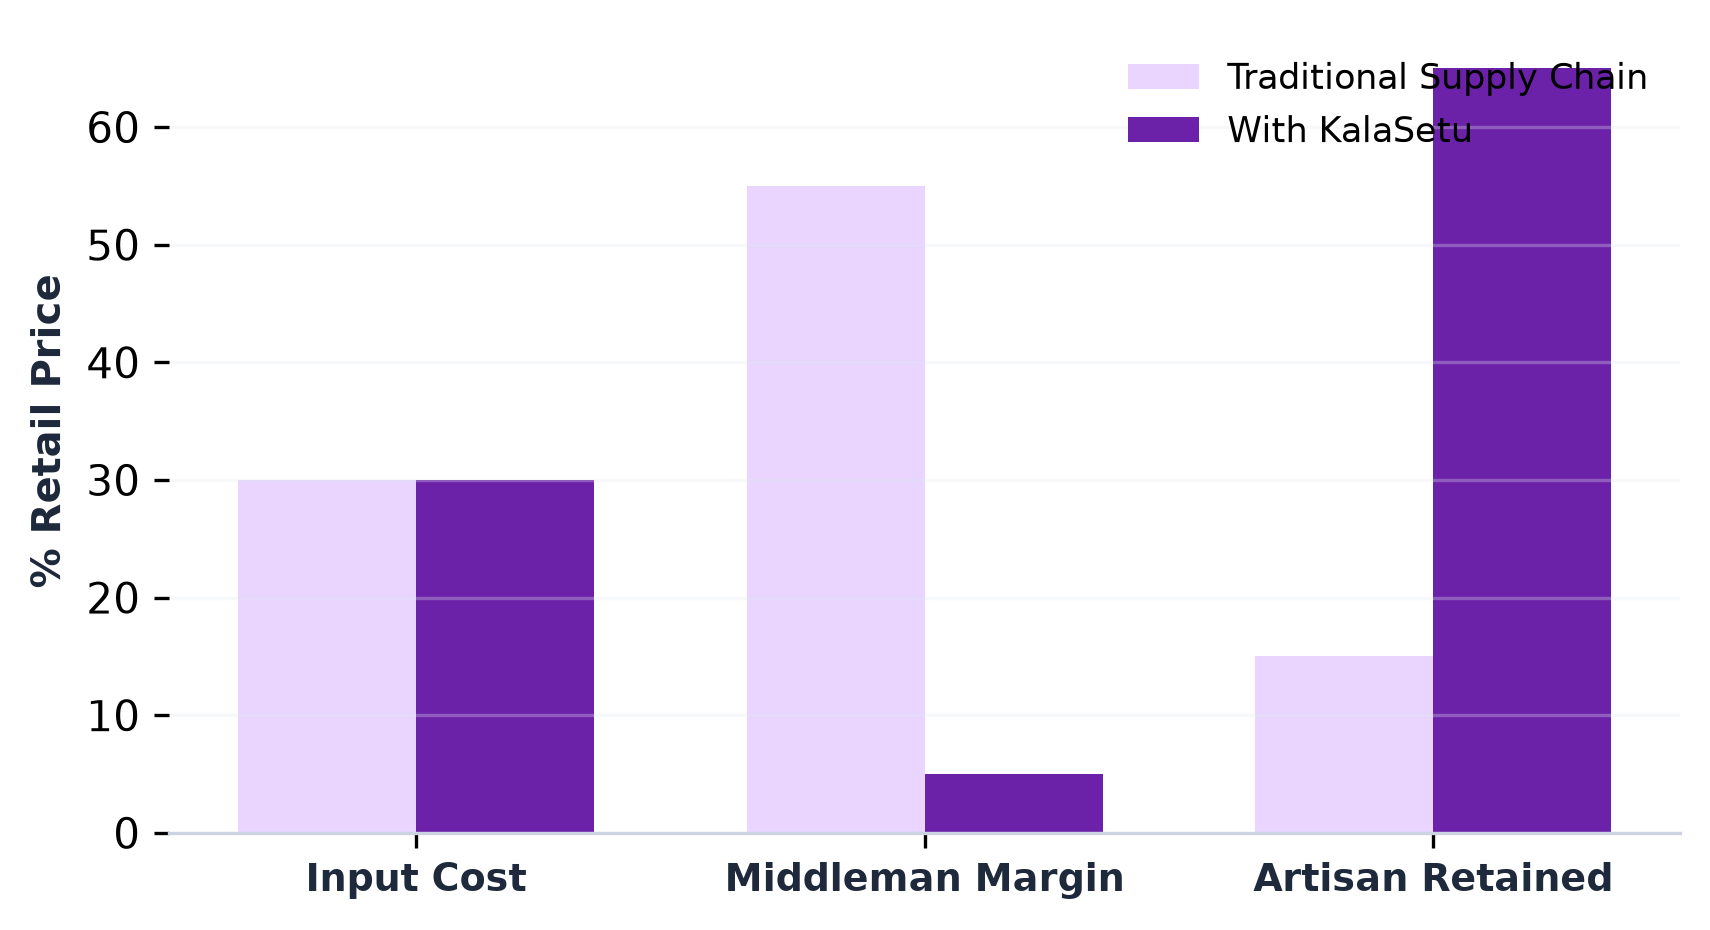 Traditional Supply Chain
With KalaSetu
% Retail Price
60
50
40
30
20
10
0
Input Cost
Middleman Margin
Artisan Retained